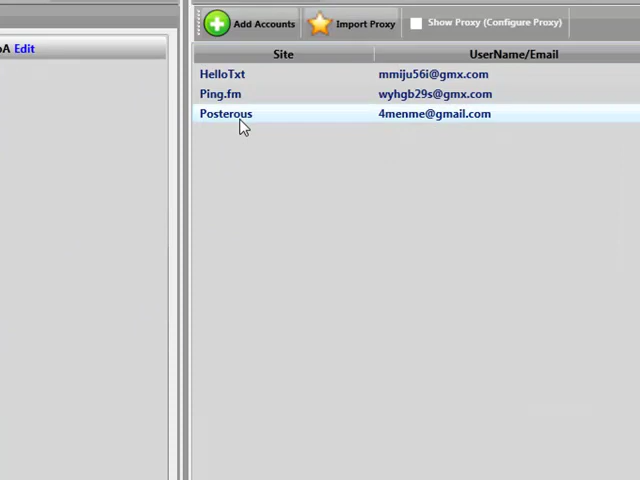 Add Accounts Import Proxy Show Proxy (Configure Proxy)
oA Edit
Site UserName/Email
HelloTxt mmiju56i@gmx.com
Ping.fm wyhgb29s@gmx.com
Posterous 4menme@gmail.com